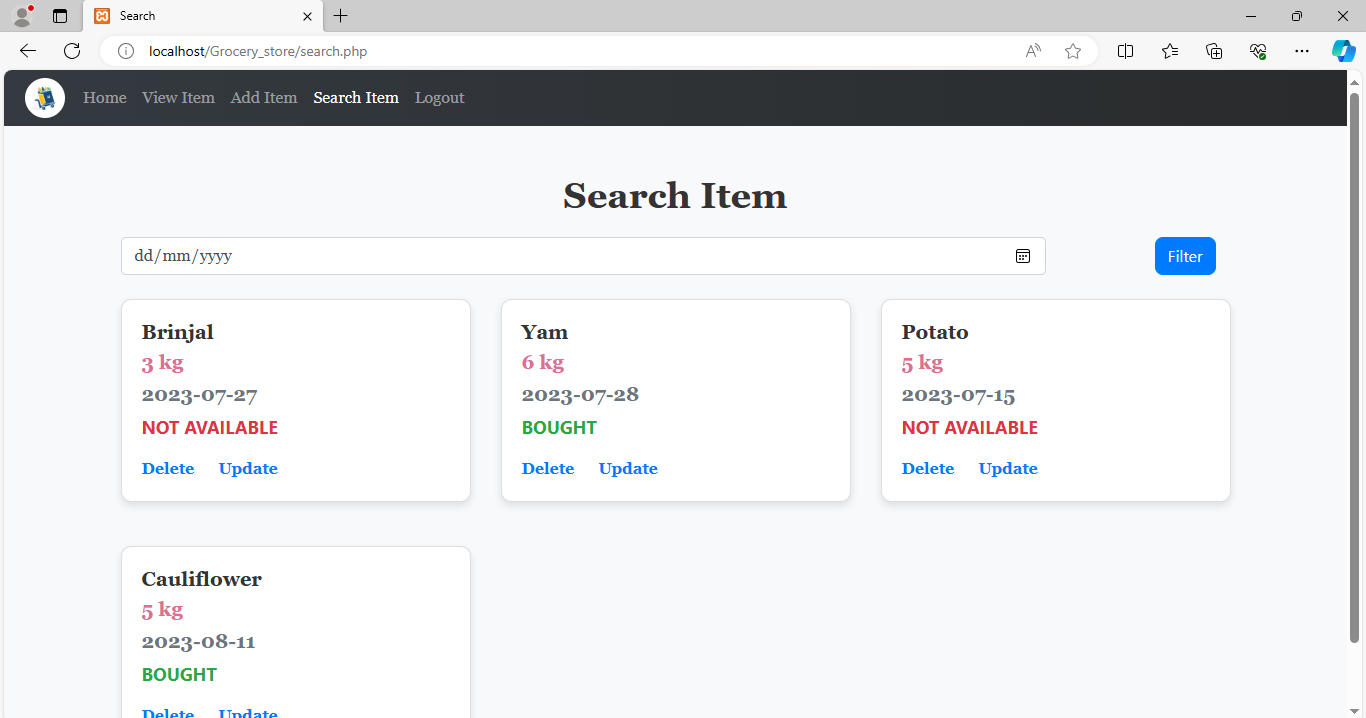 Search
localhost/Grocery_store/search.php
Home View Item Add Item Search Item Logout
Search Item
dd/mm/yyyy
Filter
Brinjal
3 kg
2023-07-27
NOT AVAILABLE
Delete Update
Yam
6 kg
2023-07-28
BOUGHT
Delete Update
Potato
5 kg
2023-07-15
NOT AVAILABLE
Delete Update
Cauliflower
5 kg
2023-08-11
BOUGHT
Delete Update